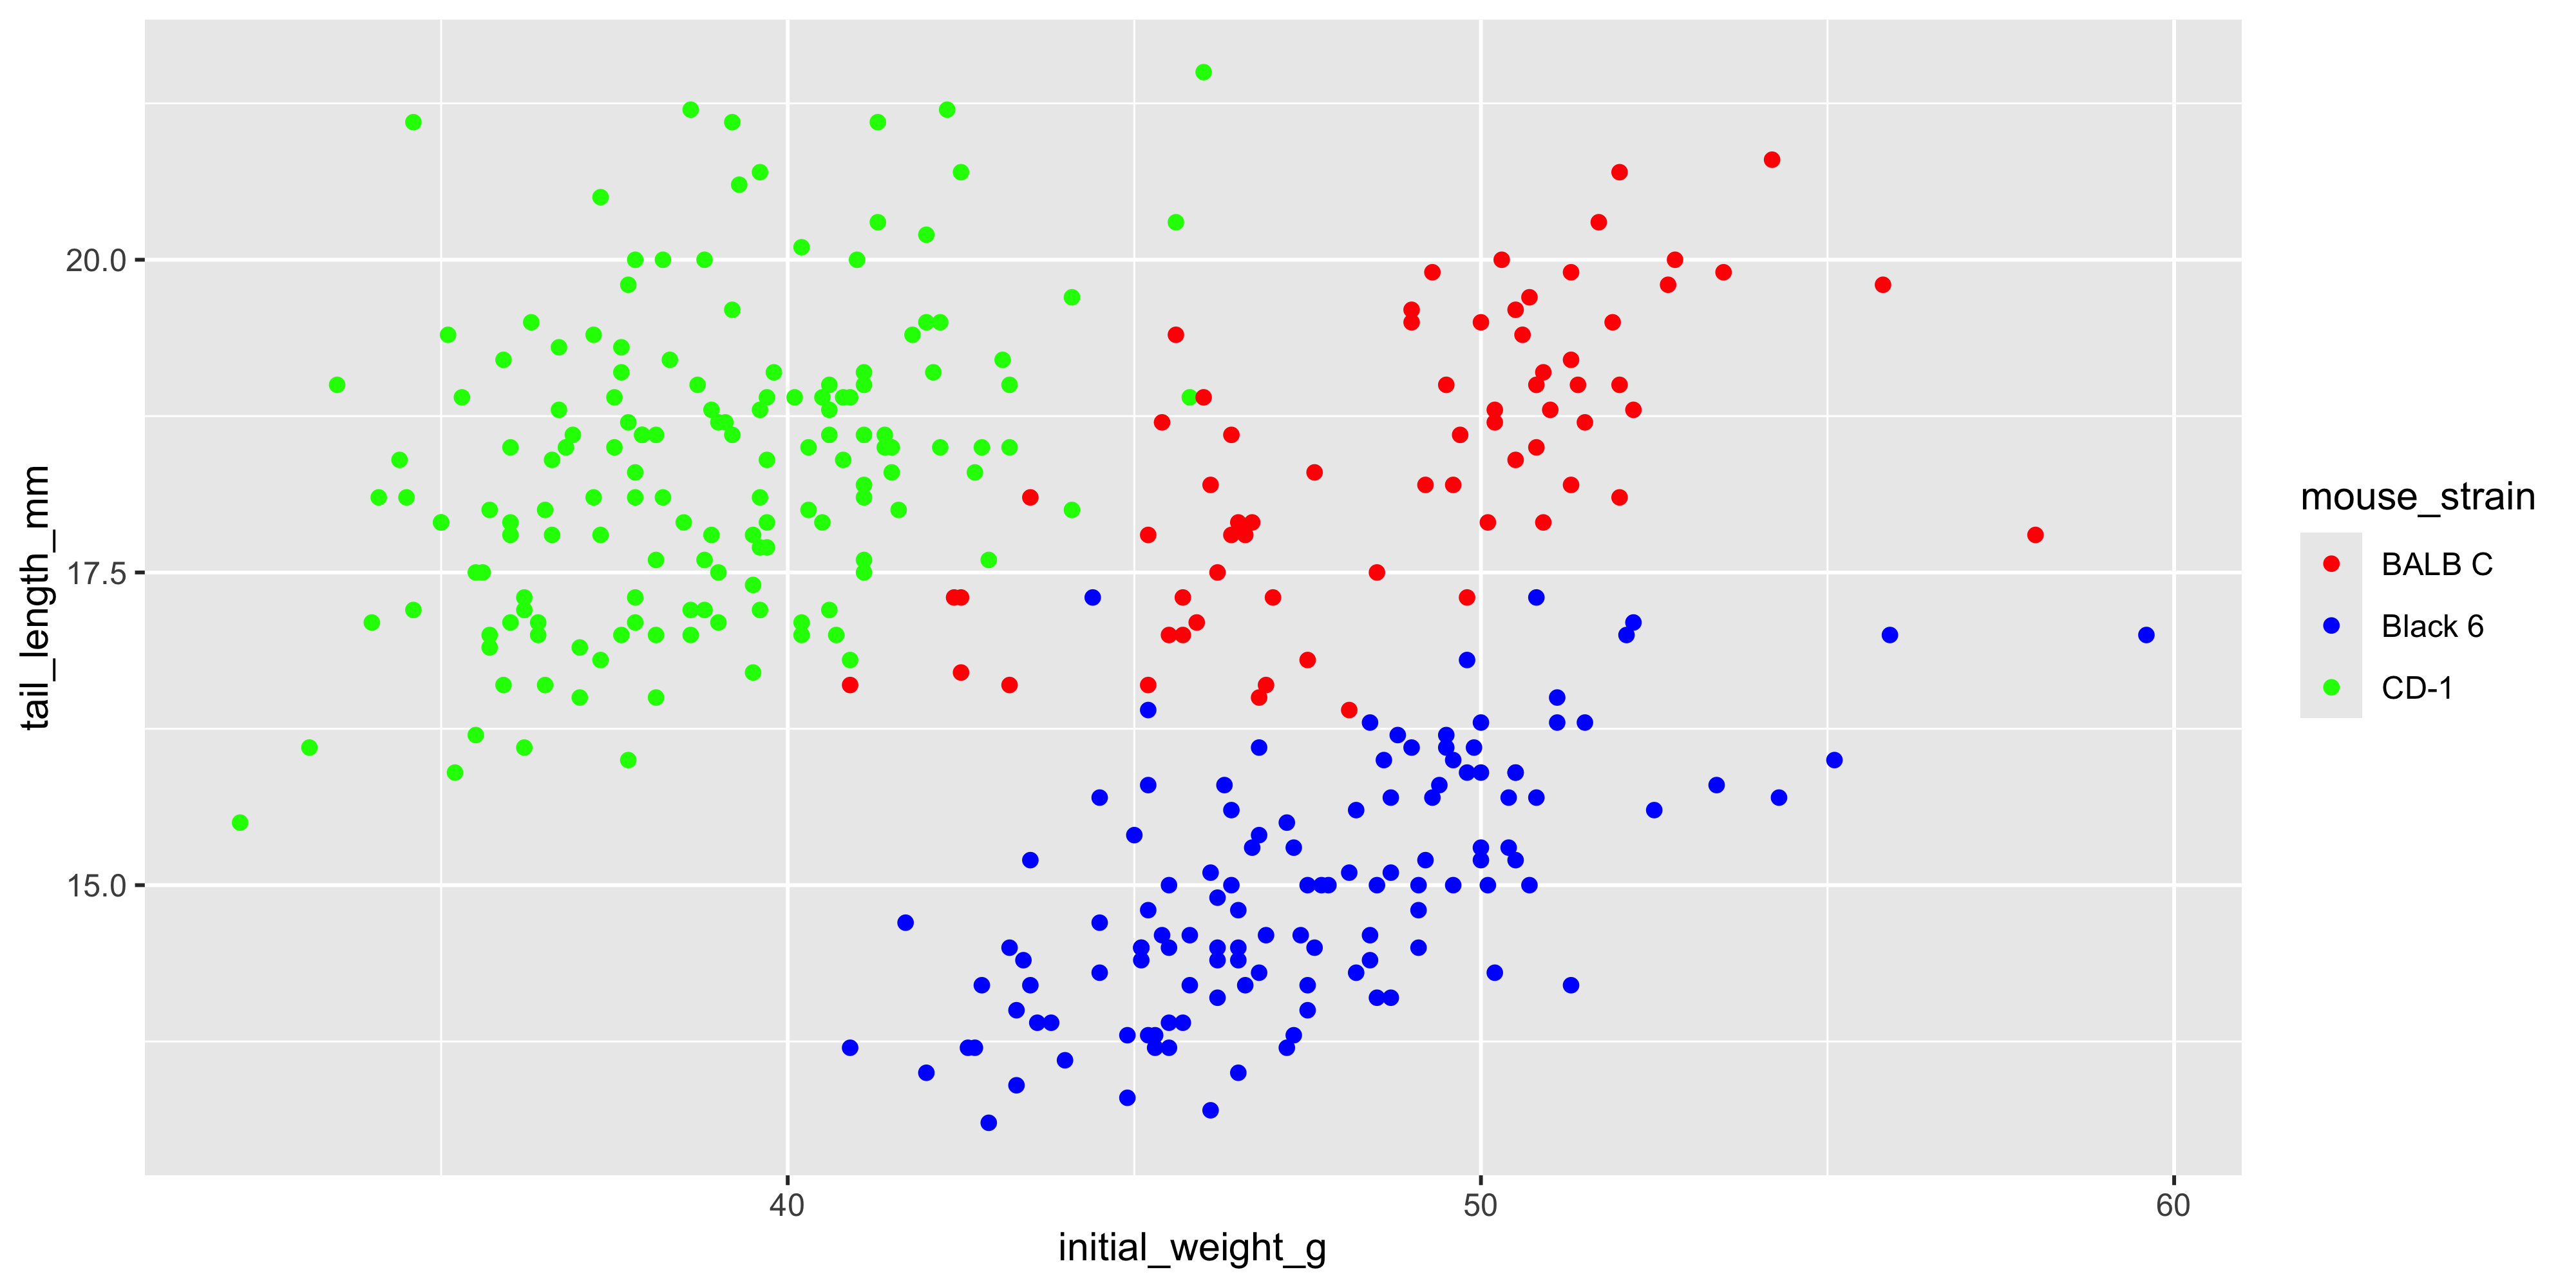 tail_length_mm
20.0
17.5
15.0
40
50
60
initial_weight_g
mouse_strain
BALB C
Black 6
CD-1